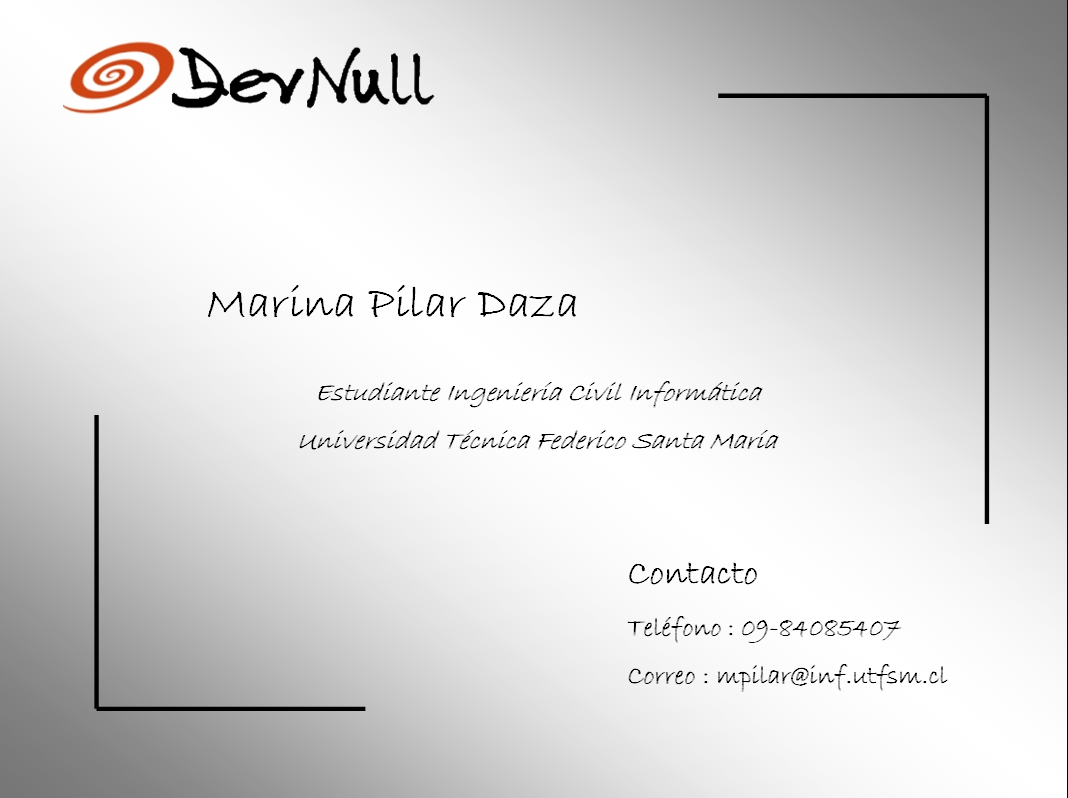 DevNull
Marina Pilar Daza
Estudiante Ingeniería Civil Informática
Universidad Técnica Federico Santa María
Contacto
Teléfono : 09-84085407
Correo : mpilar@inf.utfsm.cl